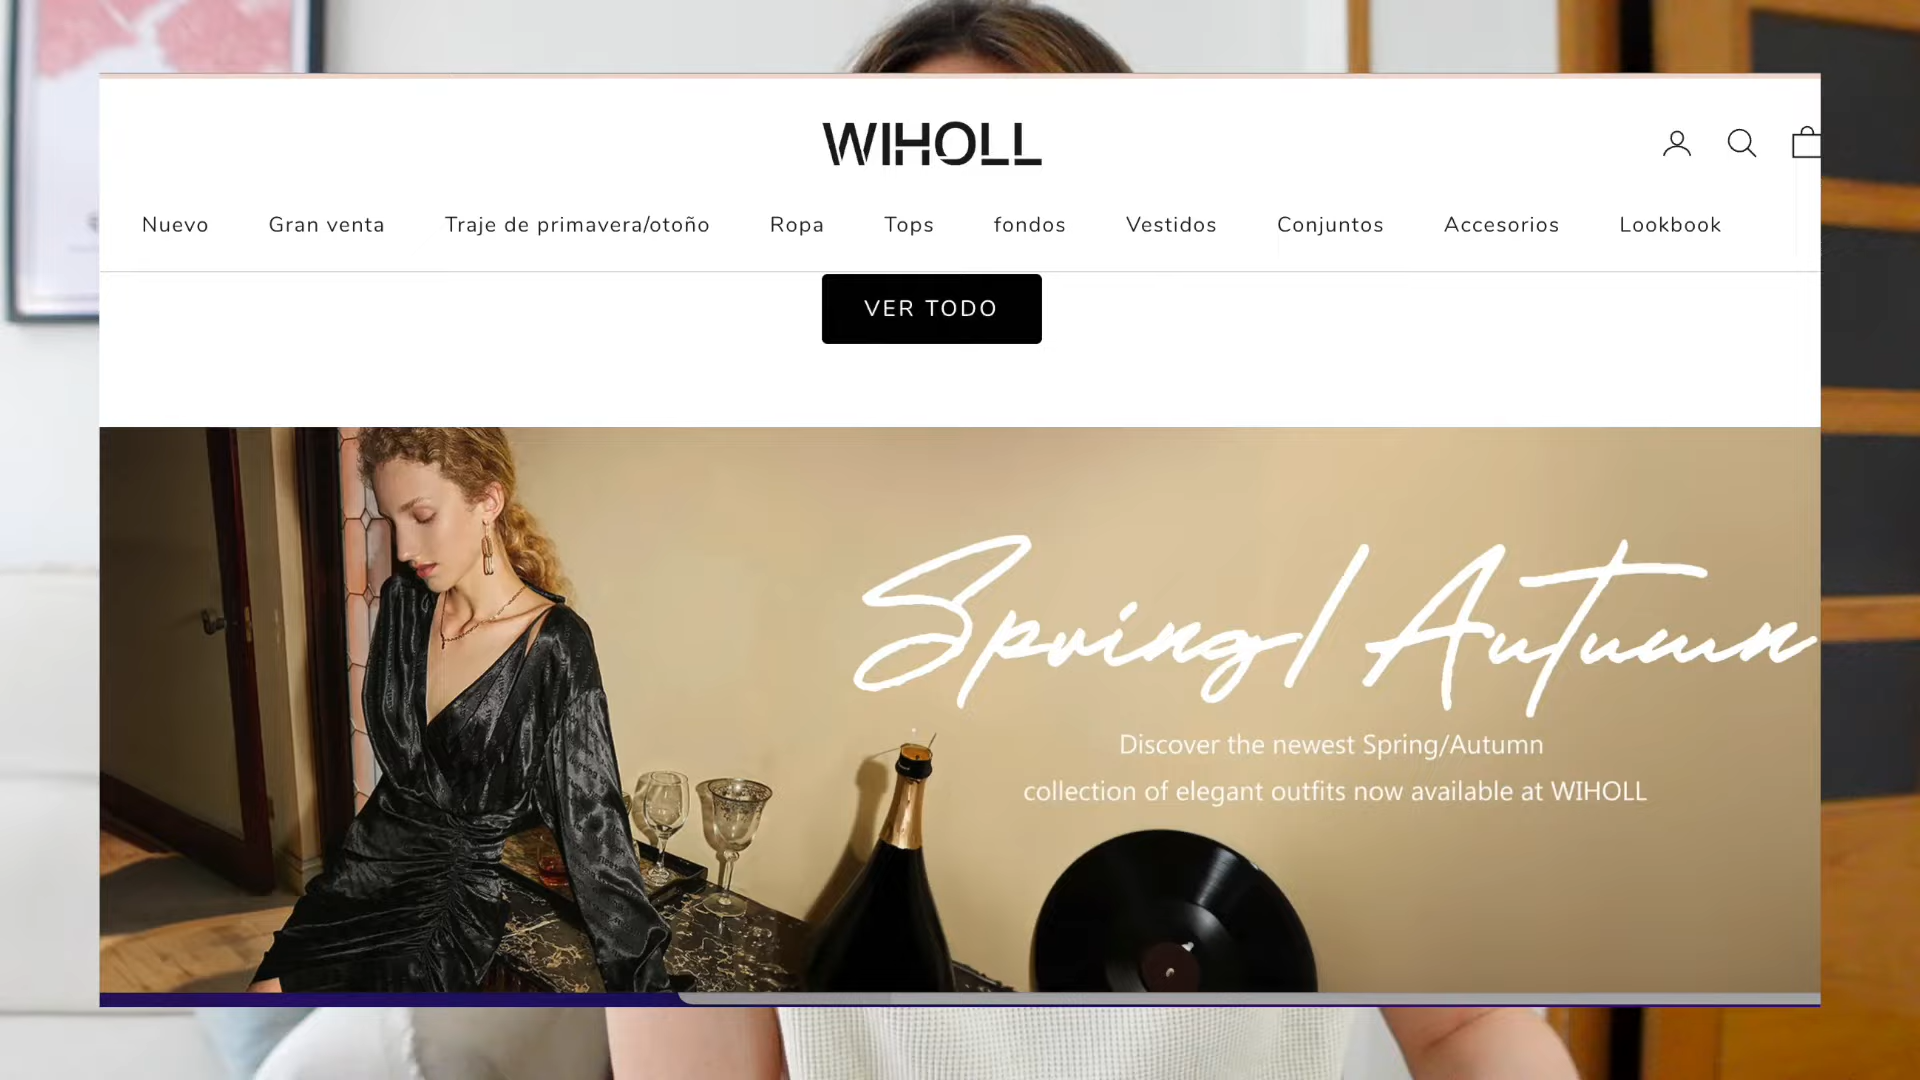 WIHOLL
Nuevo Gran venta Traje de primavera/otoño Ropa Tops fondos Vestidos Conjuntos Accesorios Lookbook
VER TODO
Spring/Autumn
Discover the newest Spring/Autumn
collection of elegant outfits now available at WIHOLL